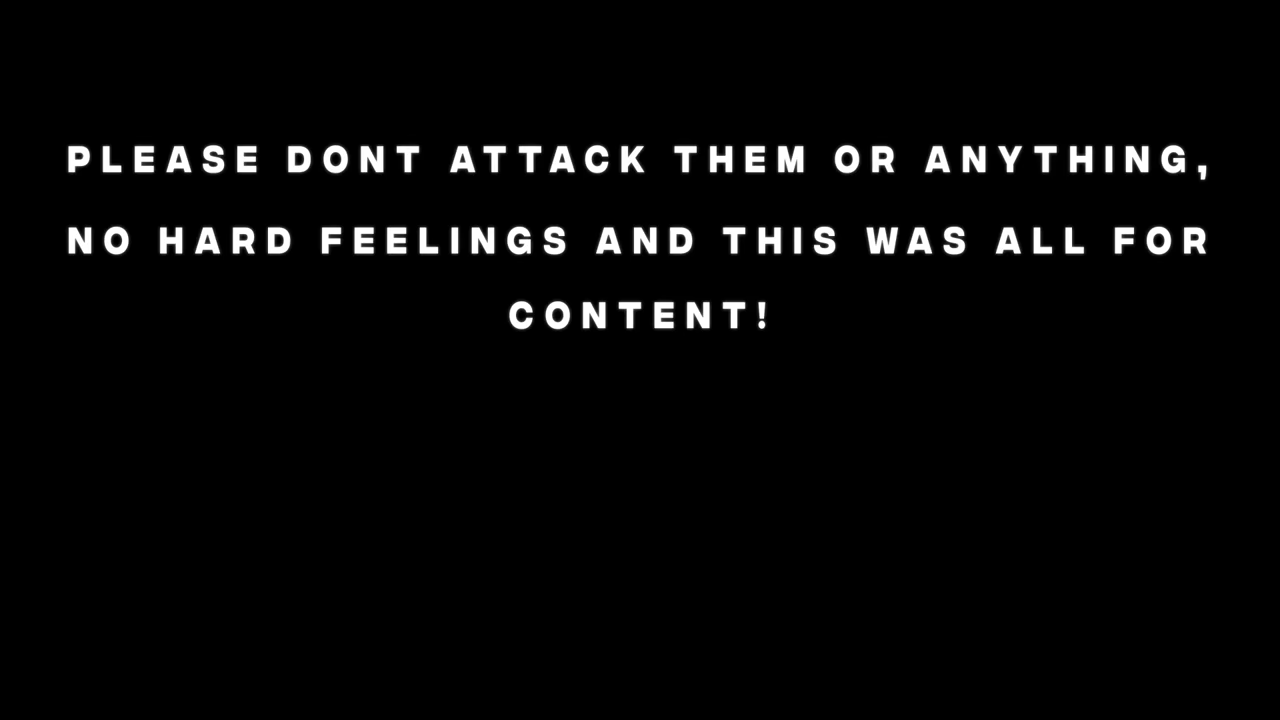 PLEASE DONT ATTACK THEM OR ANYTHING,
NO HARD FEELINGS AND THIS WAS ALL FOR
CONTENT!